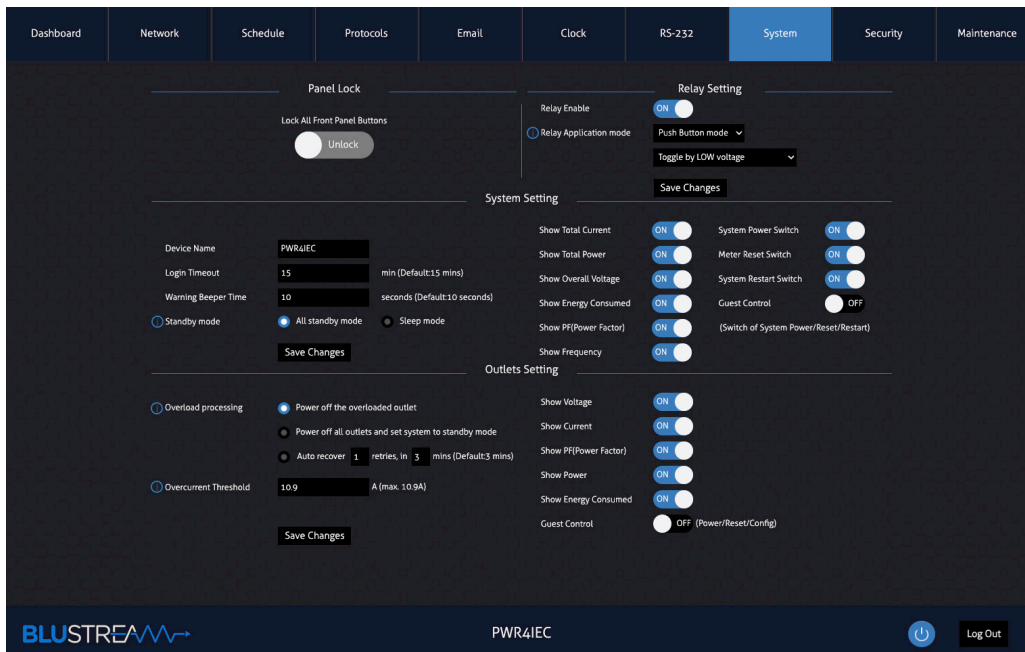 Dashboard Network Schedule Protocols Email Clock RS-232 System Security Maintenance
Panel Lock
Lock All Front Panel Buttons
Unlock
Relay Setting
Relay Enable ON
Relay Application mode Push Button mode
Toggle by LOW voltage
Save Changes
System Setting
Device Name PWR4IEC
Login Timeout 15 min (Default:15 mins)
Warning Beeper Time 10 seconds (Default:10 seconds)
Standby mode All standby mode Sleep mode
Save Changes
Show Total Current ON
Show Total Power ON
Show Overall Voltage ON
Show Energy Consumed ON
Show PF(Power Factor) ON
Show Frequency ON
System Power Switch ON
Meter Reset Switch ON
System Restart Switch ON
Guest Control OFF
(Switch of System Power/Reset/Restart)
Outlets Setting
Overload processing Power off the overloaded outlet
Power off all outlets and set system to standby mode
Auto recover 1 retries, in 3 mins (Default:3 mins)
Overcurrent Threshold 10.9 A (max. 10.9A)
Save Changes
Show Voltage ON
Show Current ON
Show PF(Power Factor) ON
Show Power ON
Show Energy Consumed ON
Guest Control OFF (Power/Reset/Config)
BLUSTREAM PWR4IEC Log Out